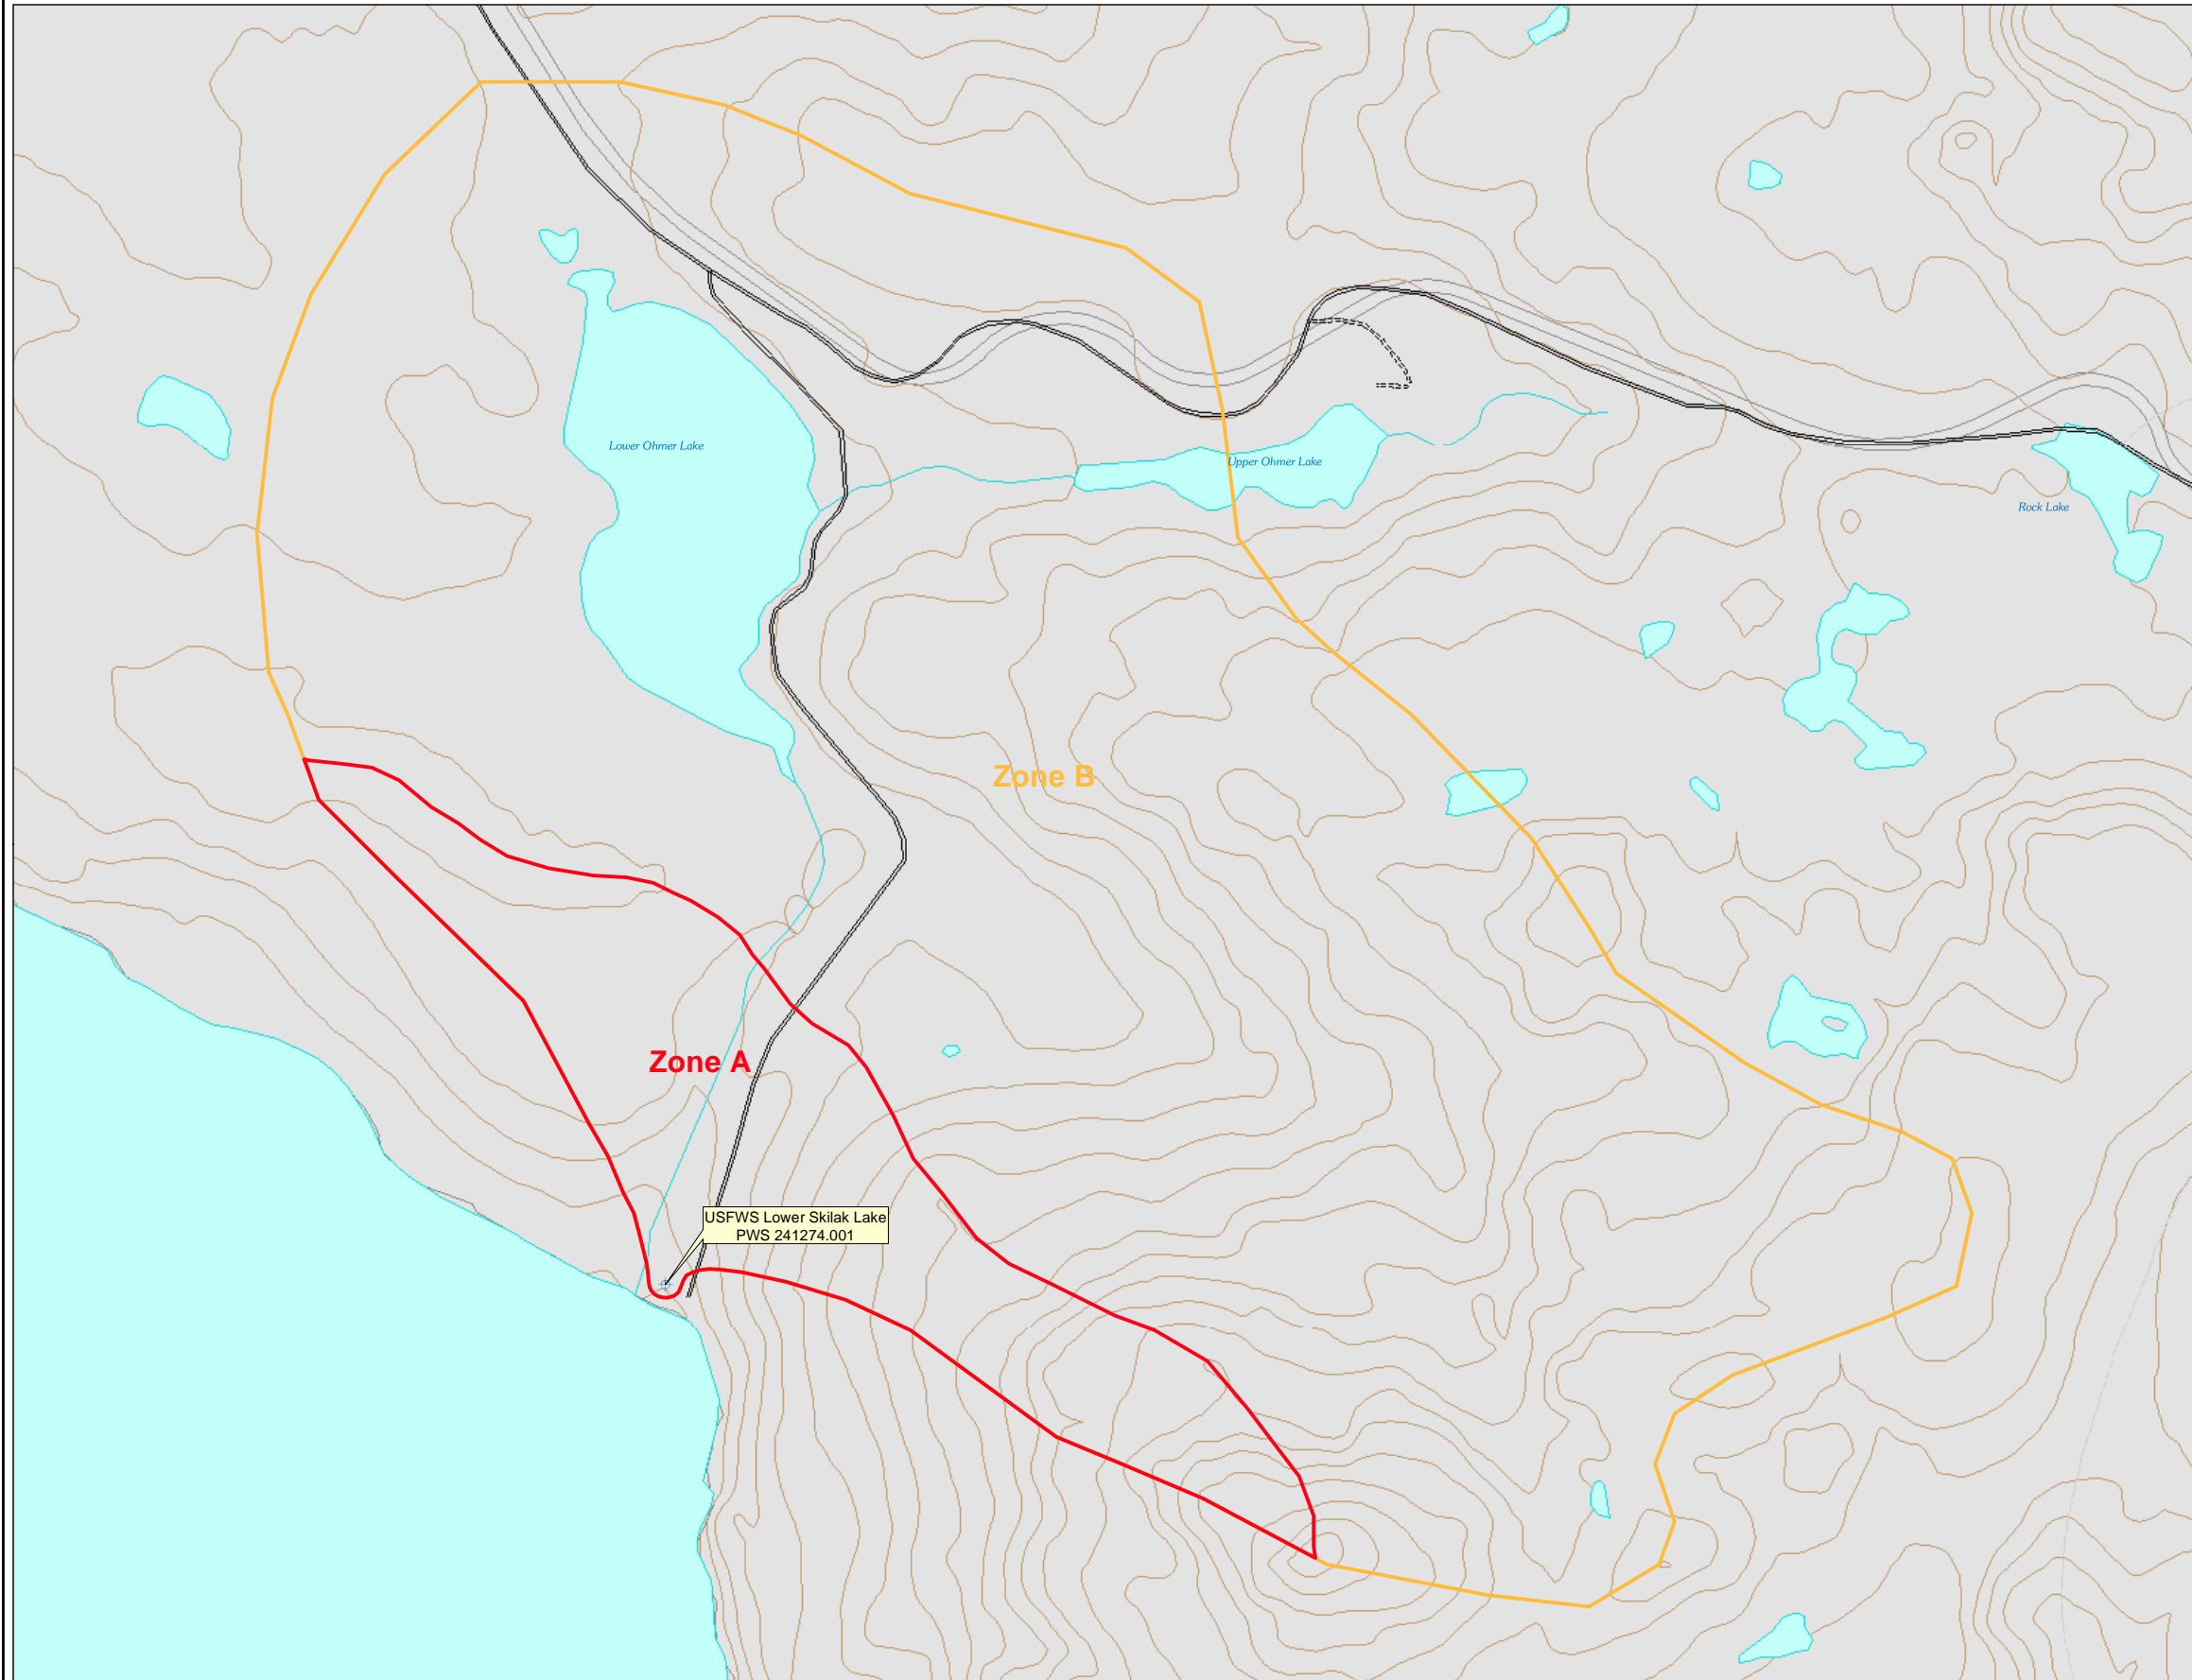 Lower Ohmer Lake
Upper Ohmer Lake
Rock Lake
Zone B
Zone A
USFWS Lower Skilak Lake
PWS 241274.001